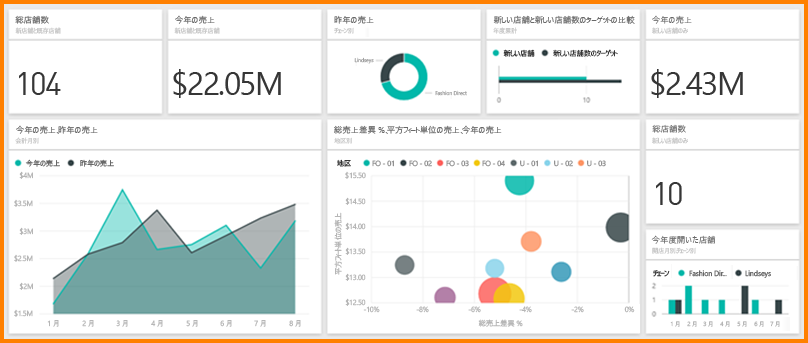 総店舗数
新店舗と既存店舗
104
今年の売上
新店舗と既存店舗
$22.05M
昨年の売上
チェーン別
Lindseys
Fashion Direct
新しい店舗と新しい店舗数のターゲットの比較
年度累計
新しい店舗 新しい店舗数のターゲット
0 10
今年の売上
新しい店舗のみ
$2.43M
今年の売上,昨年の売上
会計月別
今年の売上 昨年の売上
$4M
$3.5M
$3M
$2.5M
$2M
$1.5M
1 月 2 月 3 月 4 月 5 月 6 月 7 月 8 月
総売上差異 %,平方フィート単位の売上,今年の売上
地区別
地区 FO - 01 FO - 02 FO - 03 FO - 04 U - 01 U - 02 U - 03
平方フィート単位の売上
$15.50
$14.00
$13.00
$12.50
-10% -8% -6% -4% -2% 0%
総売上差異 %
総店舗数
新しい店舗のみ
10
今年度開いた店舗
開店月別,チェーン別
チェーン Fashion Dir... Lindseys
2
1
0
1 月 2 月 3 月 4 月 5 月 6 月 7 月